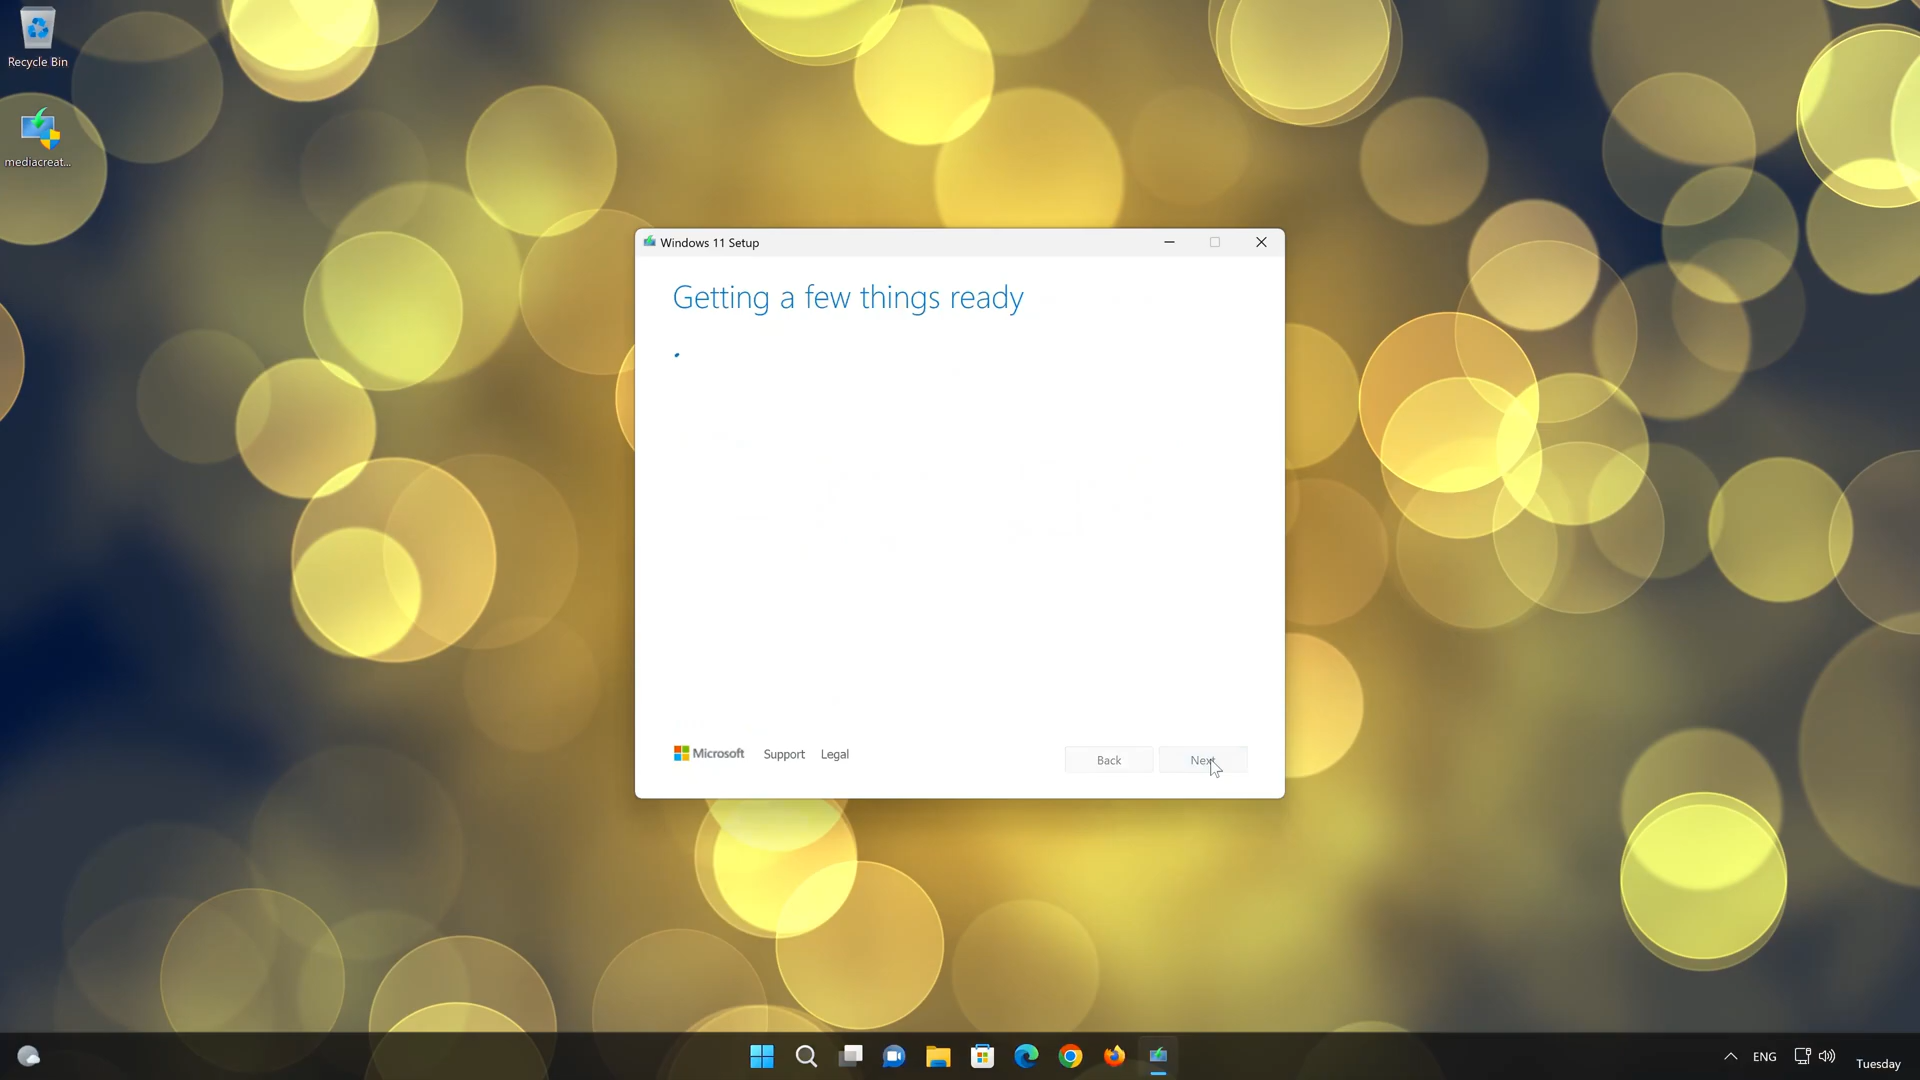 Recycle Bin
mediacreat...
Windows 11 Setup
Getting a few things ready
Microsoft
Support
Legal
Back
Next
ENG
Tuesday